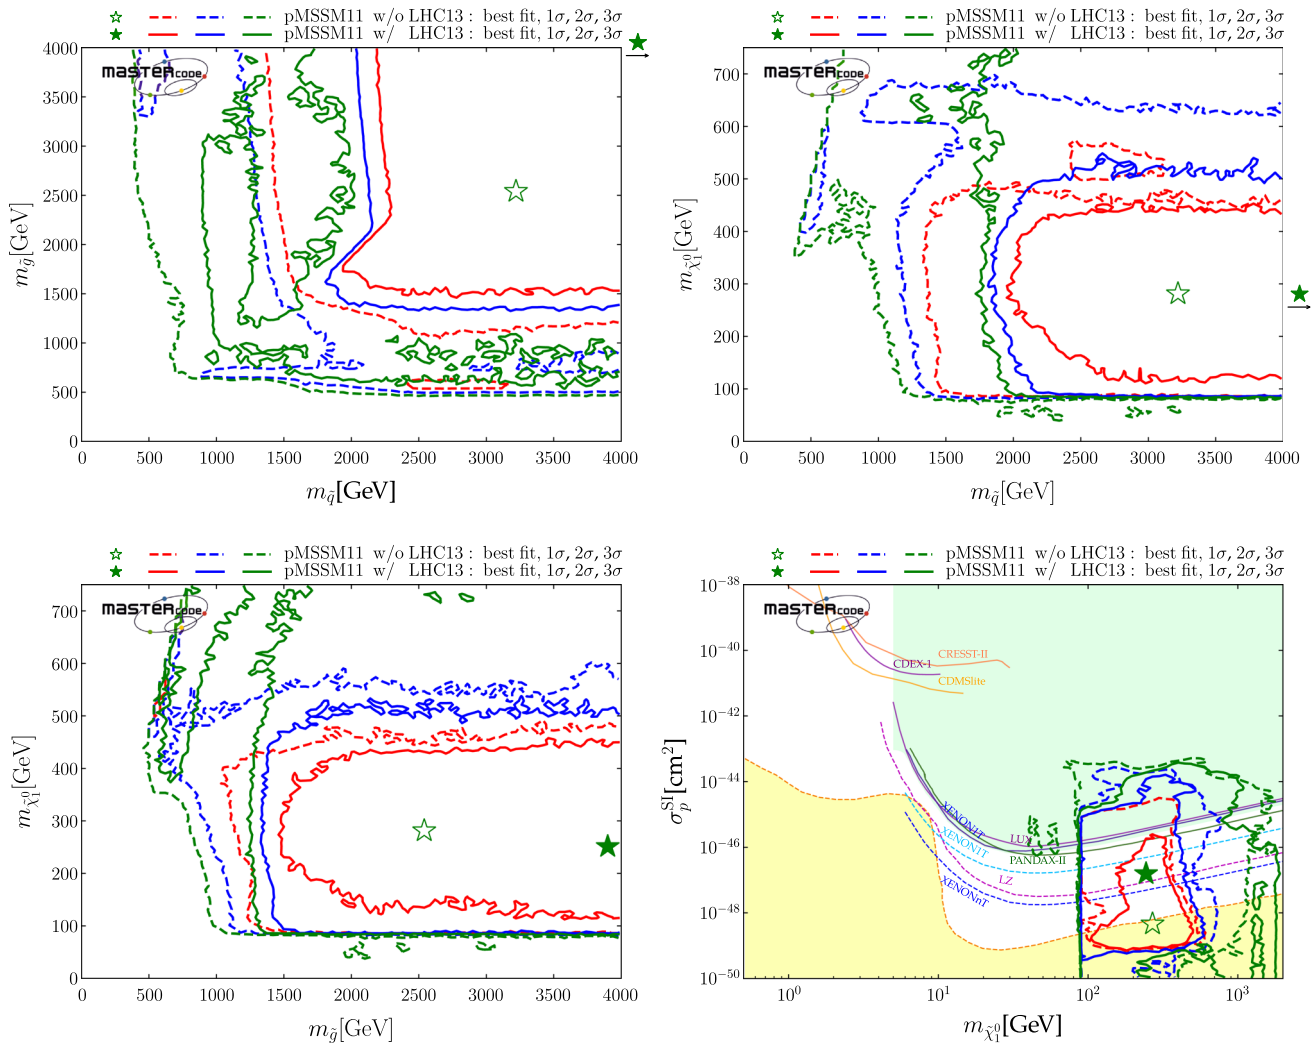 pMSSM11 w/o LHC13 : best fit, 1σ, 2σ, 3σ
pMSSM11 w/ LHC13 : best fit, 1σ, 2σ, 3σ
MASTERCODE
4000
3500
3000
2500
2000
1500
1000
500
0
m_g̃[GeV]
0 500 1000 1500 2000 2500 3000 3500 4000
m_q̃[GeV]
pMSSM11 w/o LHC13 : best fit, 1σ, 2σ, 3σ
pMSSM11 w/ LHC13 : best fit, 1σ, 2σ, 3σ
MASTERCODE
700
600
500
400
300
200
100
0
m_χ̃₁⁰[GeV]
0 500 1000 1500 2000 2500 3000 3500 4000
m_q̃[GeV]
pMSSM11 w/o LHC13 : best fit, 1σ, 2σ, 3σ
pMSSM11 w/ LHC13 : best fit, 1σ, 2σ, 3σ
MASTERCODE
700
600
500
400
300
200
100
0
m_χ̃₁⁰[GeV]
0 500 1000 1500 2000 2500 3000 3500 4000
m_g̃[GeV]
pMSSM11 w/o LHC13 : best fit, 1σ, 2σ, 3σ
pMSSM11 w/ LHC13 : best fit, 1σ, 2σ, 3σ
MASTERCODE
10⁻³⁸
10⁻⁴⁰
10⁻⁴²
10⁻⁴⁴
10⁻⁴⁶
10⁻⁴⁸
10⁻⁵⁰
σ_p^SI[cm²]
CRESST-II
CDEX-1
CDMSlite
XENON1T
LUX
XENON1T
PANDAX-II
LZ
XENONnT
10⁰ 10¹ 10² 10³
m_χ̃₁⁰[GeV]